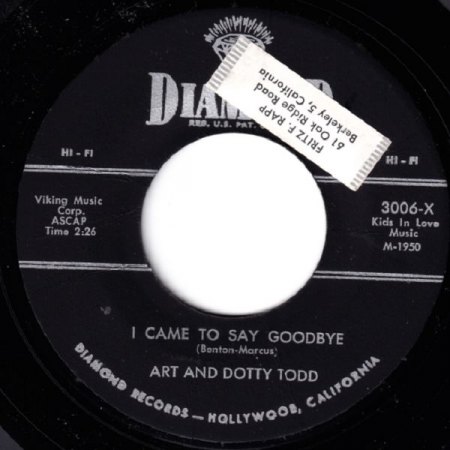 DIAMOND
REG. U.S. PAT.
FRITZ F. RAPP
61 Oak Ridge Road
Berkeley 5, California
HI - FI
HI - FI
Viking Music
Corp.
ASCAP
Time 2:26
3006-X
Kids In Love
Music
M-1950
I CAME TO SAY GOODBYE
(Benton-Marcus)
ART AND DOTTY TODD
DIAMOND RECORDS — HOLLYWOOD, CALIFORNIA